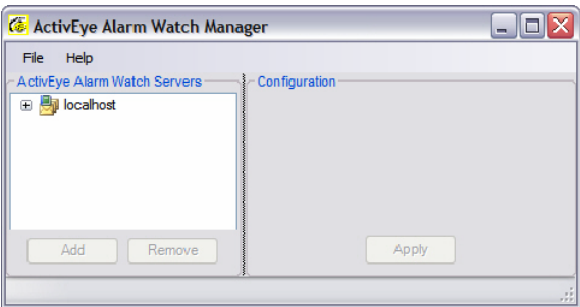 ActivEye Alarm Watch Manager
File Help
ActivEye Alarm Watch Servers Configuration
localhost
Add Remove Apply